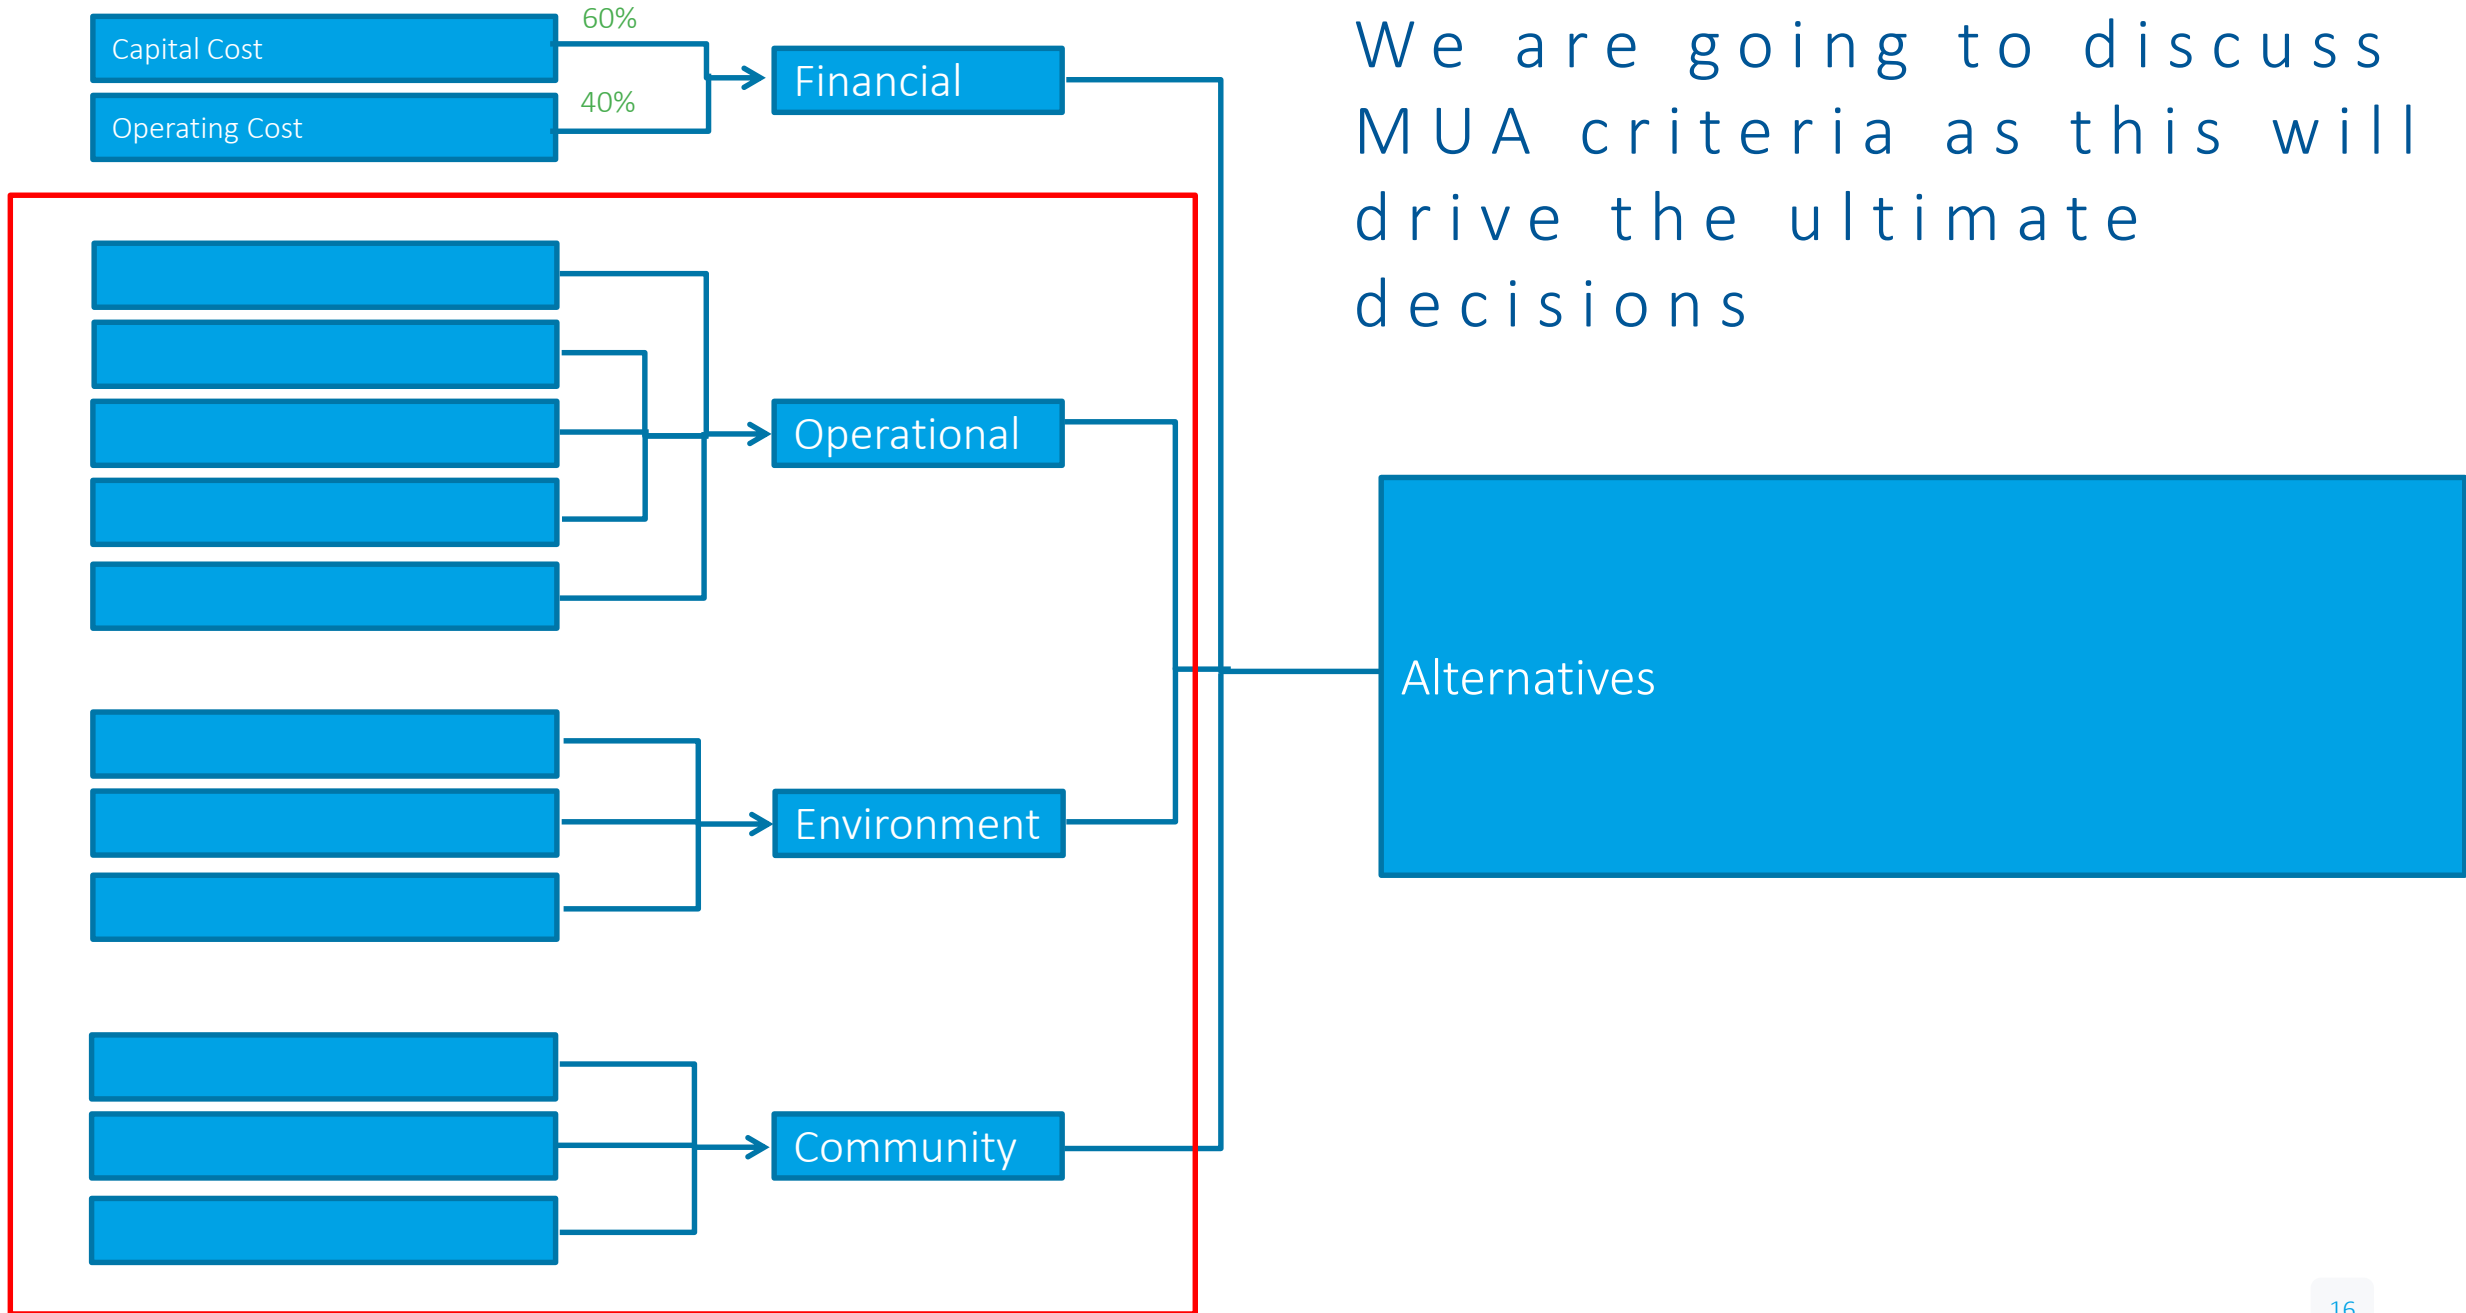 60%
Capital Cost
40%
Operating Cost
Financial
We are going to discuss
MUA criteria as this will
drive the ultimate
decisions
Operational
Alternatives
Environment
Community
16